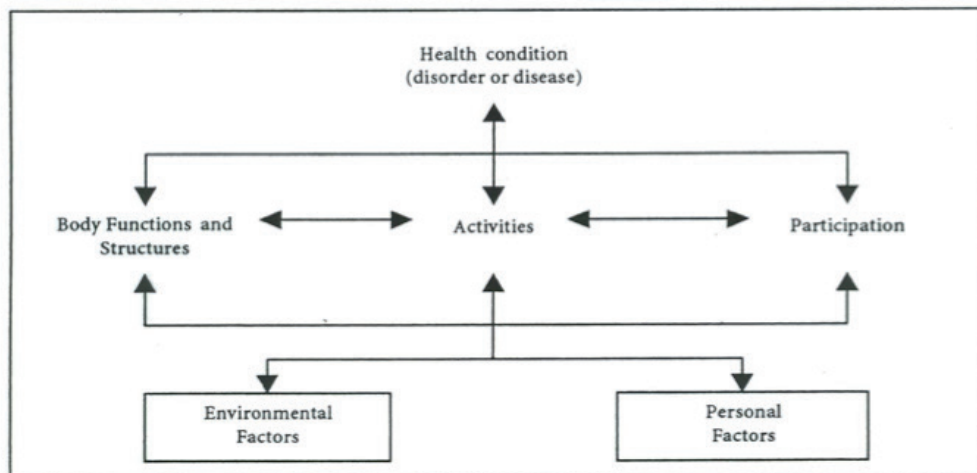 Health condition
(disorder or disease)
Body Functions and
Structures
Activities
Participation
Environmental
Factors
Personal
Factors